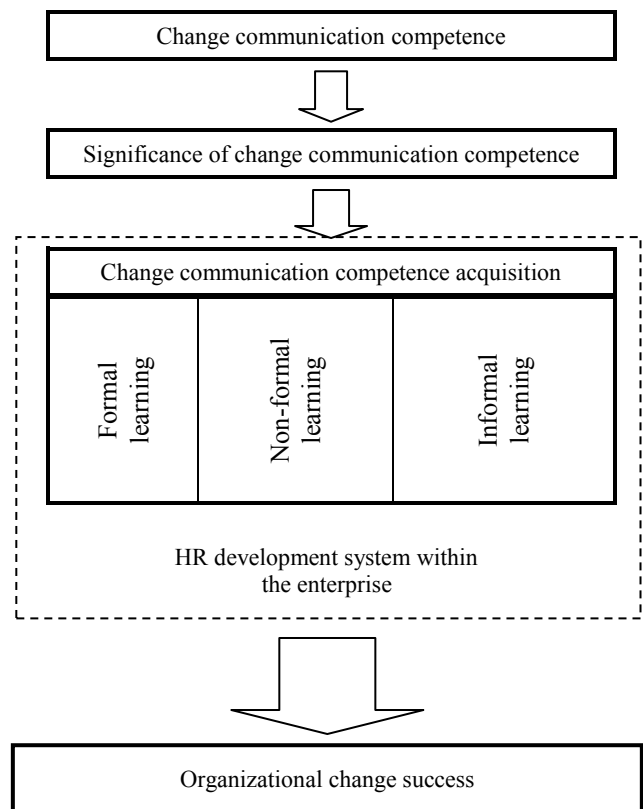 Change communication competence
Significance of change communication competence
Change communication competence acquisition
Formal
learning
Non-formal
learning
Informal
learning
HR development system within
the enterprise
Organizational change success